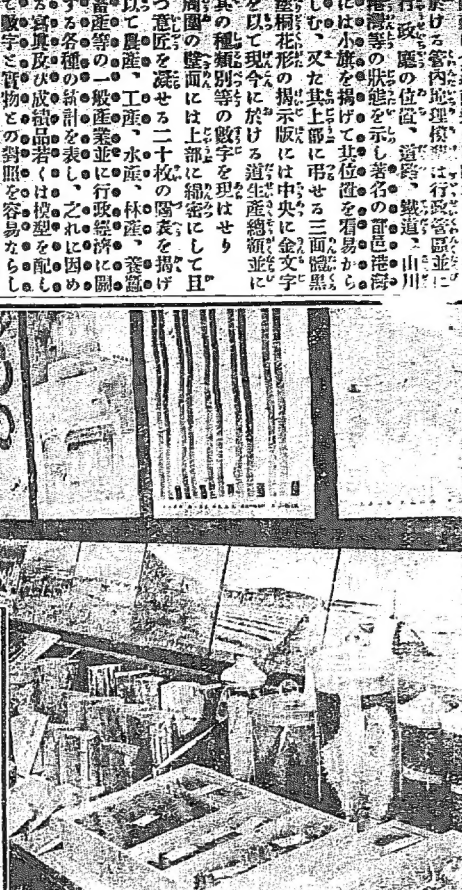 於ける管内地理模型は行政管區並に
行政廳の位置、道路、鐵道、山川
港灣等の狀態を示し著名の都邑港灣
には小旗を揭げて其位置を看易から
しむ、又た其上部に弔せる三面體黑
塗桐花形の揭示版には中央に金文字
を以て現今に於ける道生產總額並に
其の種類別等の數字を現はせり
周圍の壁面には上部に綿密にして且
つ意匠を凝せる二十枚の圖表を揭げ
以て農產、工產、水產、林產、養蠶
畜產等の一般產業並に行政經濟に關
する各種の統計を表し、之れに因め
る寫眞及び成績品若くは模型を配し
て數字と實物との對照を容易ならし